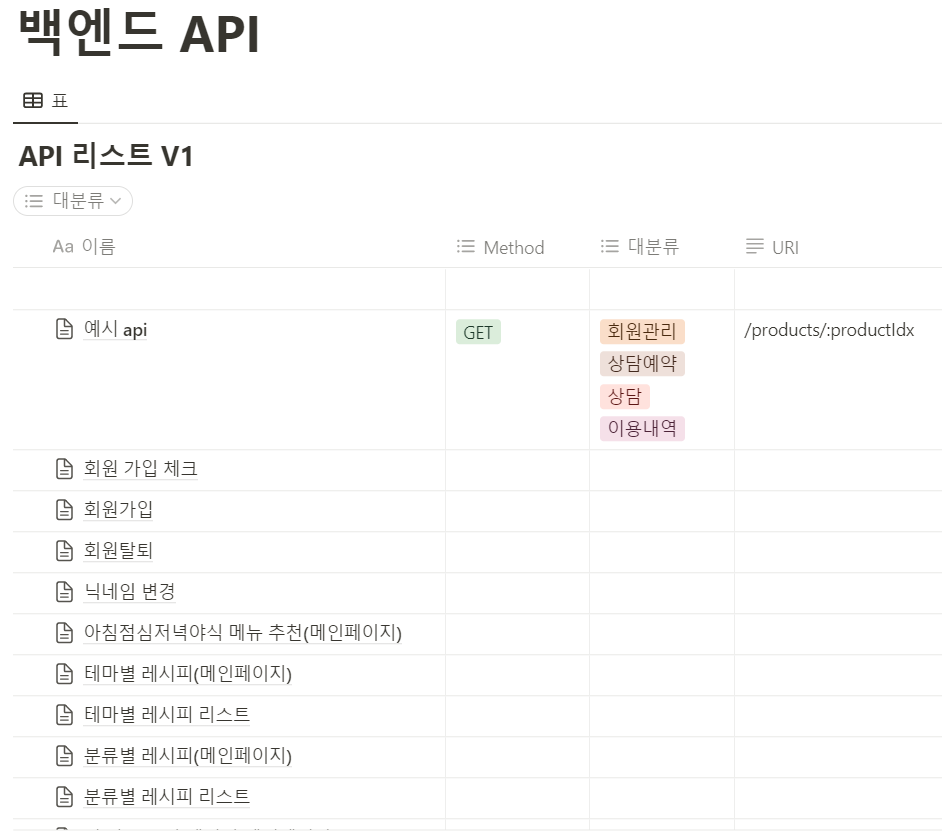 백엔드 API
표
API 리스트 V1
대분류
Aa 이름 Method 대분류 URI
예시 api GET 회원관리 /products/:productIdx
상담예약
상담
이용내역
회원 가입 체크
회원가입
회원탈퇴
닉네임 변경
아침점심저녁야식 메뉴 추천(메인페이지)
테마별 레시피(메인페이지)
테마별 레시피 리스트
분류별 레시피(메인페이지)
분류별 레시피 리스트